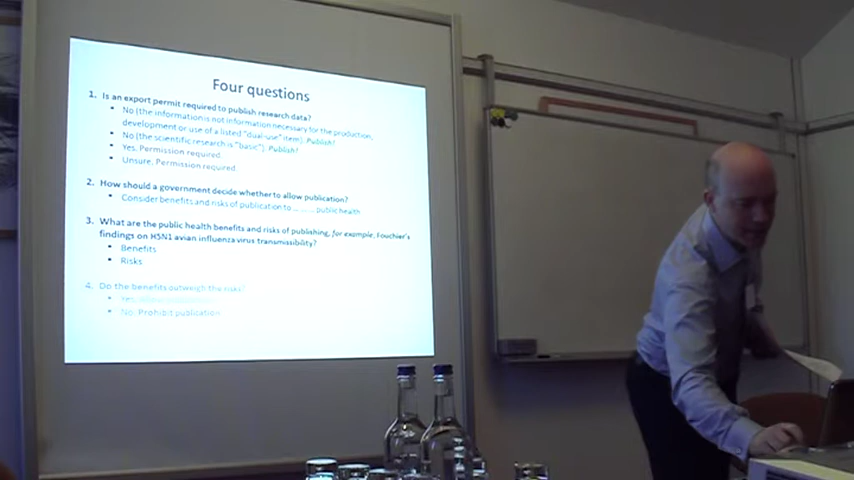 Four questions
1. Is an export permit required to publish research data?
• No (the information is not information necessary for the production,
development or use of a listed "dual-use" item). Publish!
• No (the scientific research is "basic"). Publish!
• Yes. Permission required.
• Unsure. Permission required.
2. How should a government decide whether to allow publication?
• Consider benefits and risks of publication to ... ... ... public health
3. What are the public health benefits and risks of publishing, for example, Fouchier's
findings on H5N1 avian influenza virus transmissibility?
• Benefits
• Risks
4. Do the benefits outweigh the risks?
• Yes.
• No. Prohibit publication.